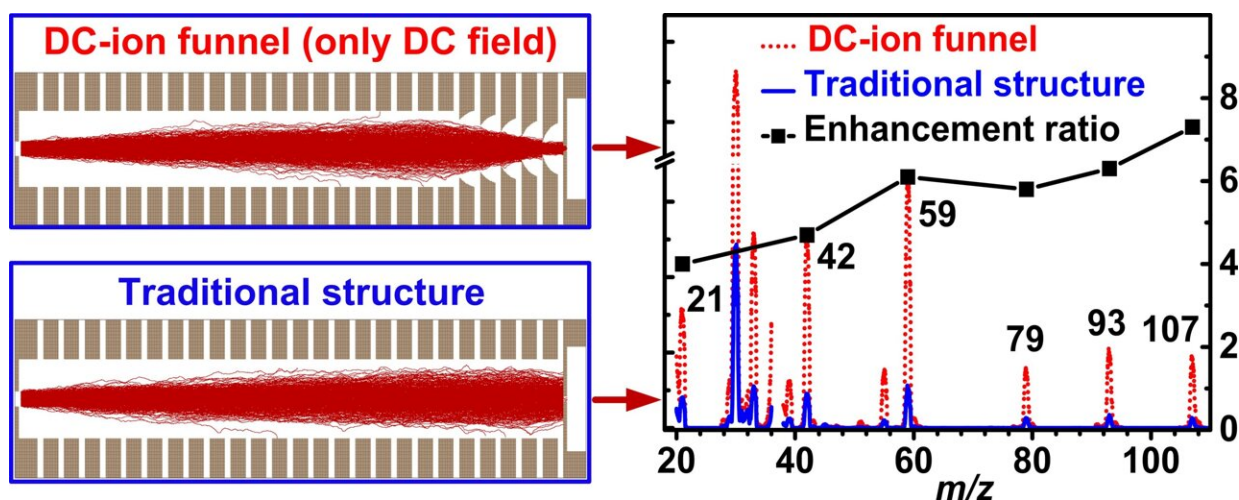 DC-ion funnel (only DC field)
Traditional structure
DC-ion funnel
Traditional structure
Enhancement ratio
8
6
4
2
0
21
42
59
79
93
107
20
40
60
80
100
m/z